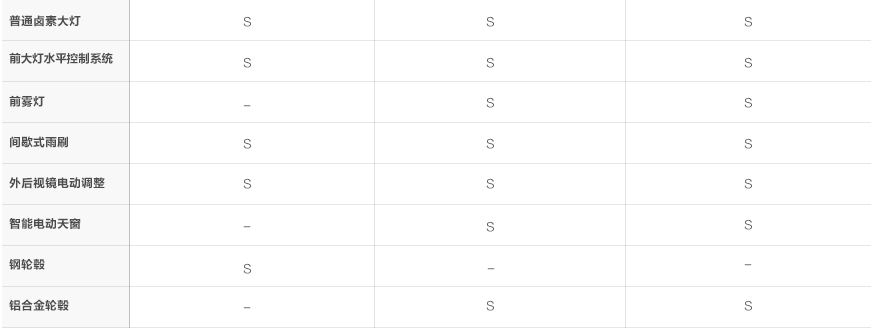 普通卤素大灯 S S S
前大灯水平控制系统 S S S
前雾灯 – S S
间歇式雨刷 S S S
外后视镜电动调整 S S S
智能电动天窗 – S S
钢轮毂 S – –
铝合金轮毂 – S S